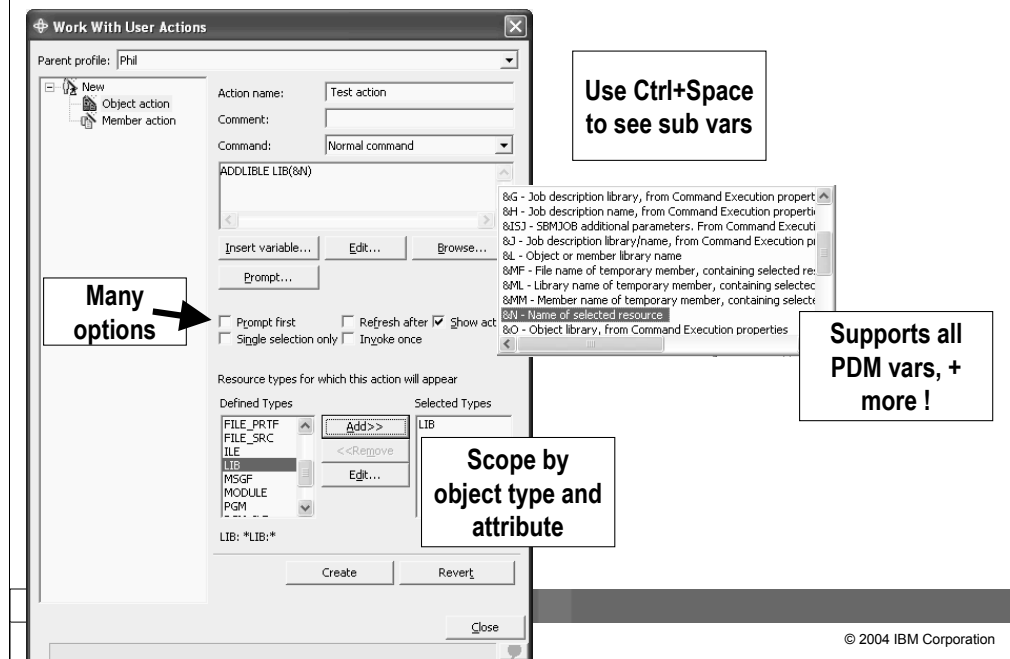 Work With User Actions
Parent profile: Phil
New
Object action
Member action
Action name: Test action
Comment:
Command: Normal command
ADDLIBLE LIB(&N)
Insert variable... Edit... Browse...
Prompt...
Prompt first Refresh after Show act
Single selection only Invoke once
Resource types for which this action will appear
Defined Types Selected Types
FILE_PRTF
FILE_SRC
ILE
LIB
MSGF
MODULE
PGM
Add>>
<<Remove
Edit...
LIB
LIB: *LIB:*
Create Revert
Close
Use Ctrl+Space
to see sub vars
&G - Job description library, from Command Execution propert
&H - Job description name, from Command Execution properti
&ISJ - SBMJOB additional parameters. From Command Executi
&J - Job description library/name, from Command Execution
&L - Object or member library name
&MF - File name of temporary member, containing selected
&ML - Library name of temporary member, containing selectec
&MM - Member name of temporary member, containing selecte
&N - Name of selected resource
&O - Object library, from Command Execution properties
Many
options
Supports all
PDM vars, +
more !
Scope by
object type and
attribute
© 2004 IBM Corporation